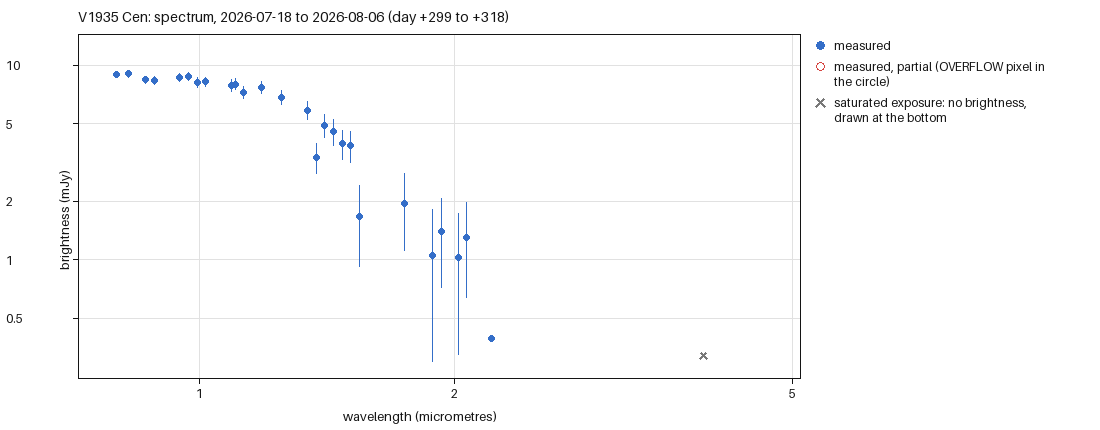 V1935 Cen: spectrum, 2026-07-18 to 2026-08-06 (day +299 to +318)
measured
measured, partial (OVERFLOW pixel in
the circle)
saturated exposure: no brightness,
drawn at the bottom
10
5
2
1
0.5
brightness (mJy)
1
2
5
wavelength (micrometres)